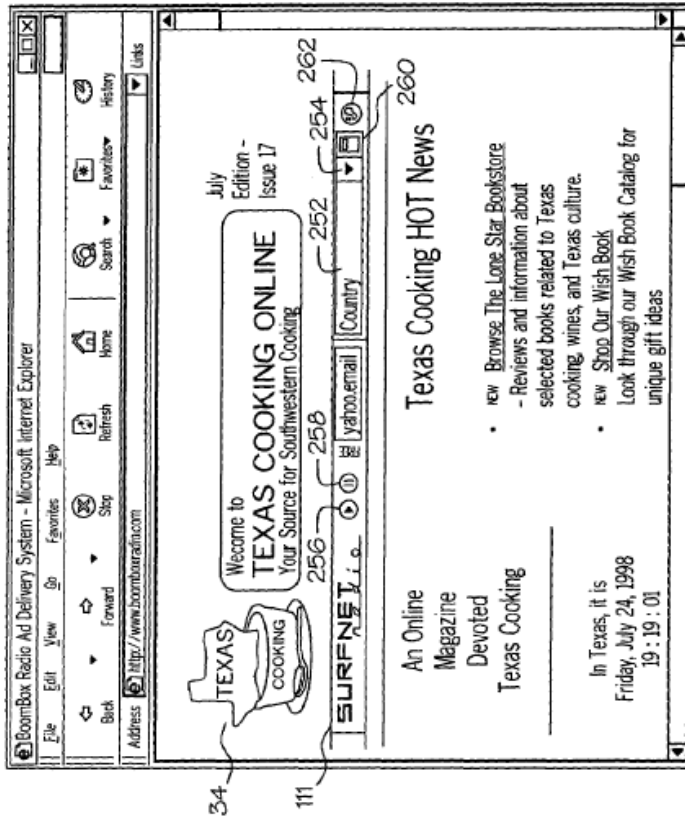 BoomBox Radio Ad Delivery System - Microsoft Internet Explorer
File Edit View Go Favorites Help
Back Forward Stop Refresh Home Search Favorites History
Address http://www.boomboxradio.com Links
34
TEXAS
COOKING
Wecome to
TEXAS COOKING ONLINE
Your Source for Southwestern Cooking
July
Edition -
Issue 17
111
256
258
252
254
262
SURFNET
radio
yahoo.email
Country
260
An Online
Magazine
Devoted
Texas Cooking
In Texas, it is
Friday, July 24, 1998
19 : 19 : 01
Texas Cooking HOT News
• NEW Browse The Lone Star Bookstore
- Reviews and information about
selected books related to Texas
cooking, wines, and Texas culture.
• NEW Shop Our Wish Book
Look through our Wish Book Catalog for
unique gift ideas